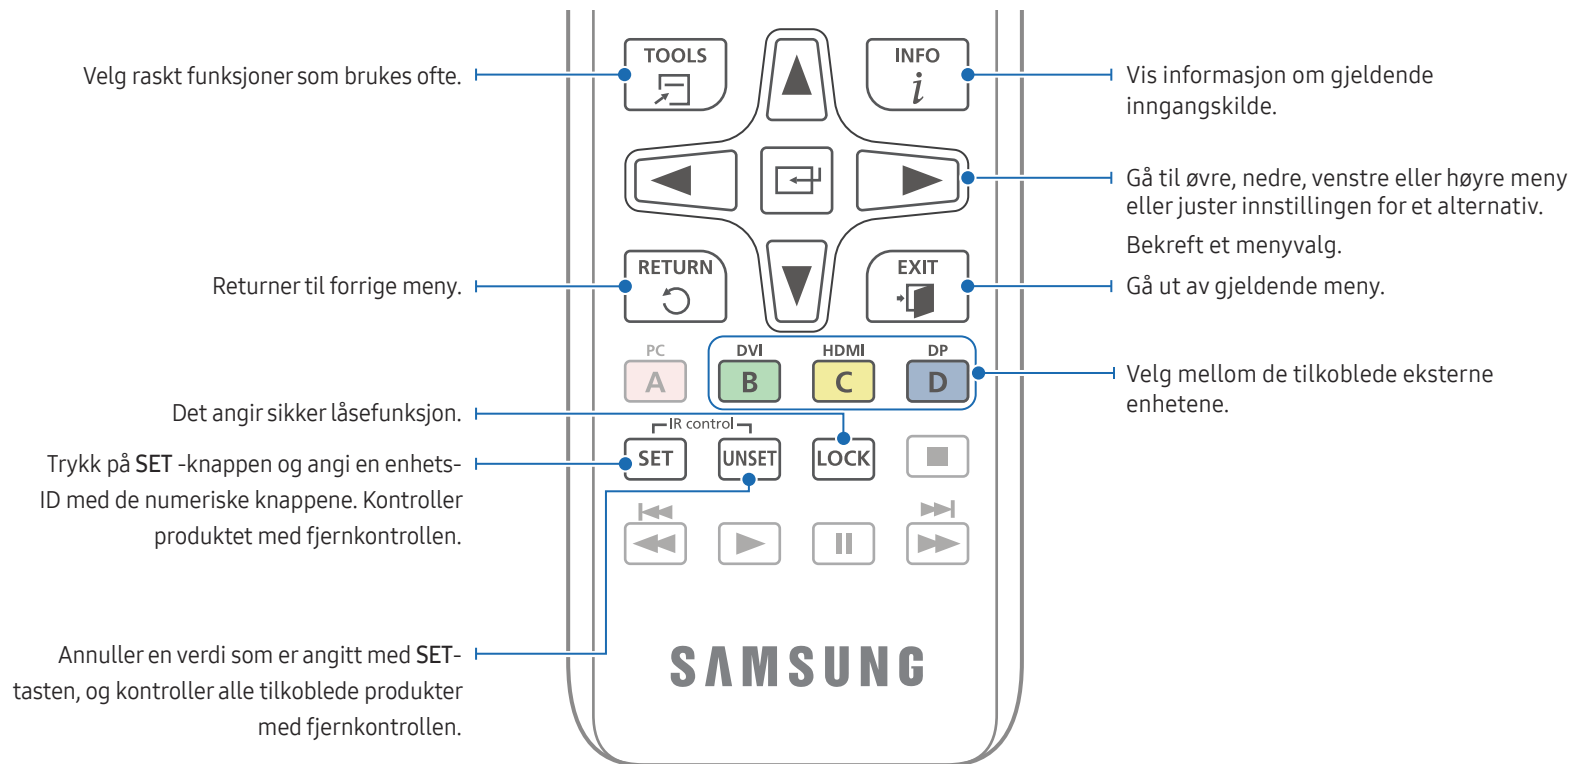 TOOLS
INFO
i
Velg raskt funksjoner som brukes ofte.
Vis informasjon om gjeldende
inngangskilde.
Gå til øvre, nedre, venstre eller høyre meny
eller juster innstillingen for et alternativ.
Bekreft et menyvalg.
RETURN
EXIT
Returner til forrige meny.
Gå ut av gjeldende meny.
PC
DVI
HDMI
DP
A
B
C
D
Velg mellom de tilkoblede eksterne
enhetene.
Det angir sikker låsefunksjon.
IR control
SET
UNSET
LOCK
Trykk på SET -knappen og angi en enhets-
ID med de numeriske knappene. Kontroller
produktet med fjernkontrollen.
Annuller en verdi som er angitt med SET-
tasten, og kontroller alle tilkoblede produkter
med fjernkontrollen.
SAMSUNG